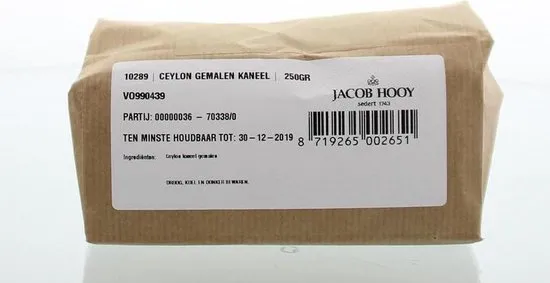 10289 | CEYLON GEMALEN KANEEL | 250GR
VO990439
PARTIJ: 00000036 - 70338/0
TEN MINSTE HOUDBAAR TOT: 30-12-2019
Ingrediënten: Ceylon kaneel gemalen
DROOG, KOEL EN DONKER BEWAREN.
JACOB HOOY
sedert 1743
8 719265 002651